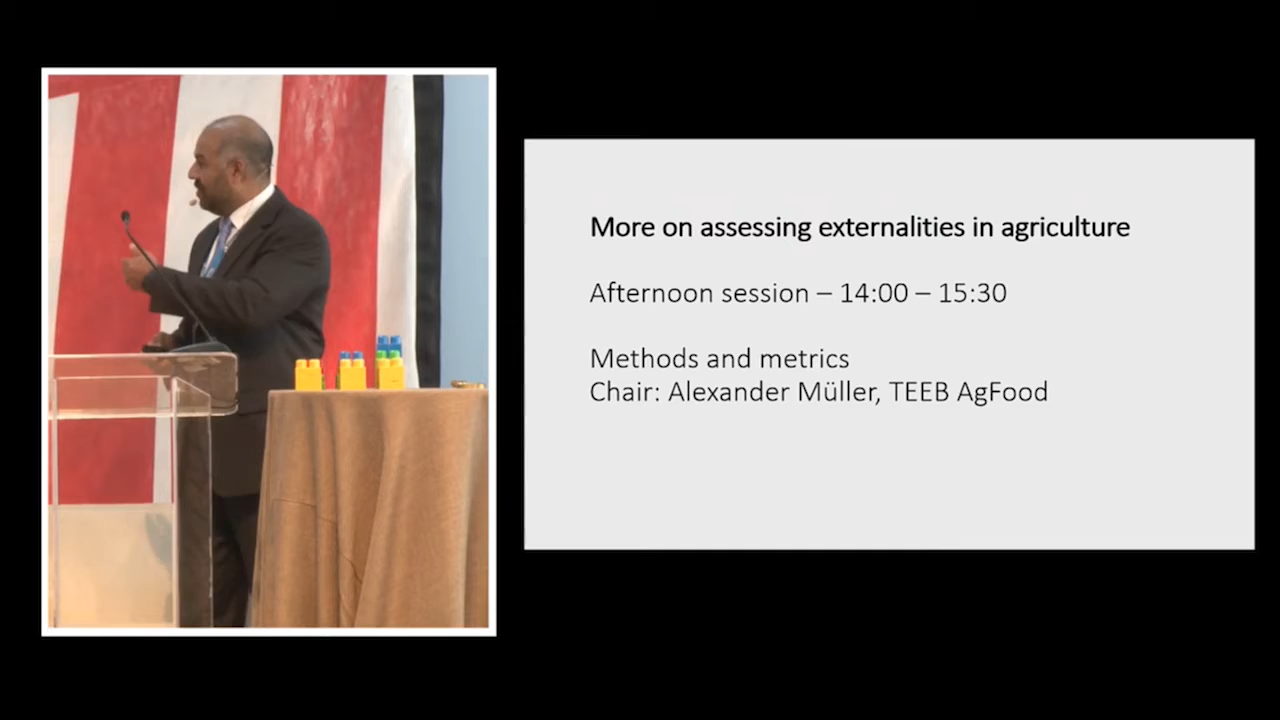 More on assessing externalities in agriculture
Afternoon session – 14:00 – 15:30
Methods and metrics
Chair: Alexander Müller, TEEB AgFood